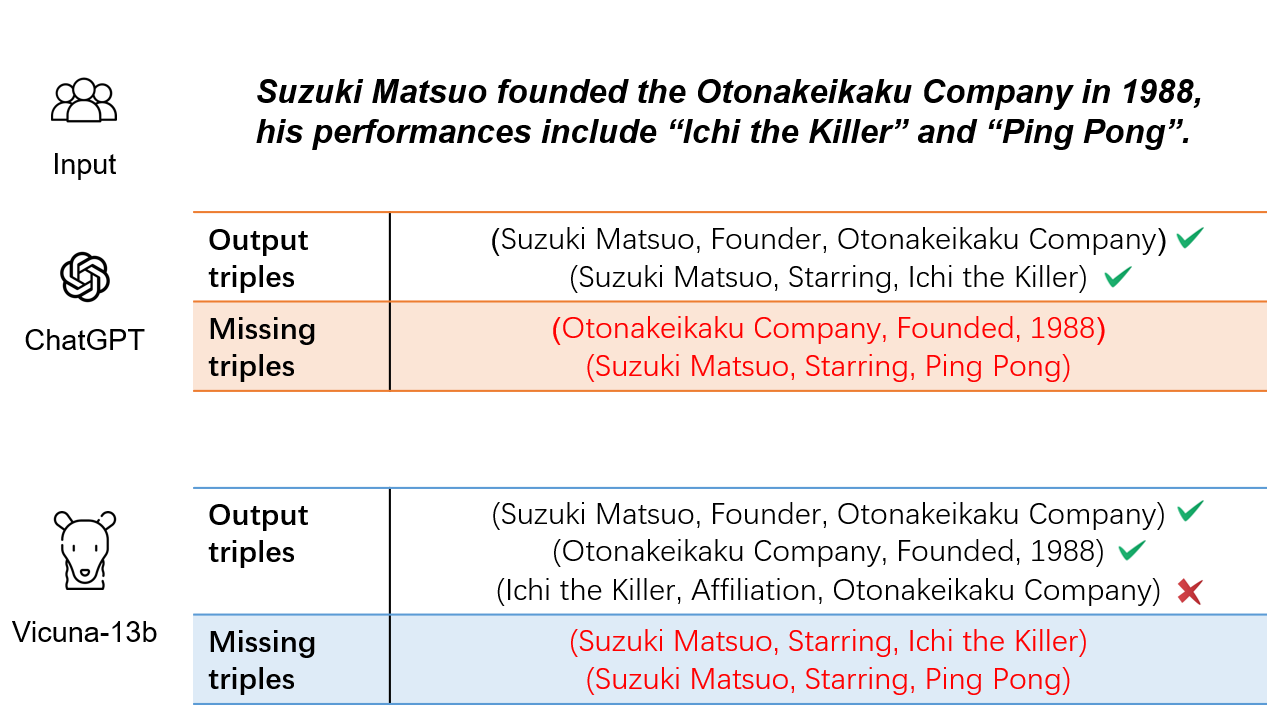 Suzuki Matsuo founded the Otonakeikaku Company in 1988,
his performances include “Ichi the Killer” and “Ping Pong”.
Input
Output
triples
(Suzuki Matsuo, Founder, Otonakeikaku Company)
(Suzuki Matsuo, Starring, Ichi the Killer)
ChatGPT
Missing
triples
(Otonakeikaku Company, Founded, 1988)
(Suzuki Matsuo, Starring, Ping Pong)
Output
triples
(Suzuki Matsuo, Founder, Otonakeikaku Company)
(Otonakeikaku Company, Founded, 1988)
(Ichi the Killer, Affiliation, Otonakeikaku Company)
Vicuna-13b
Missing
triples
(Suzuki Matsuo, Starring, Ichi the Killer)
(Suzuki Matsuo, Starring, Ping Pong)